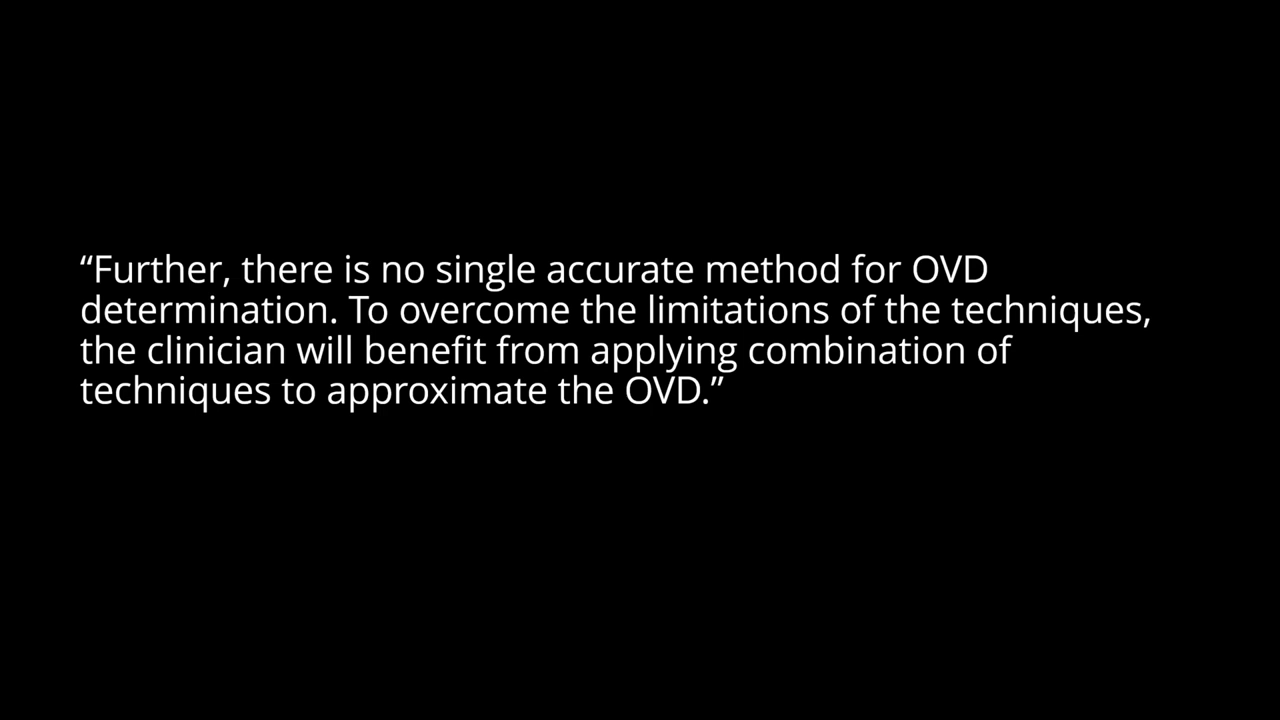 “Further, there is no single accurate method for OVD
determination. To overcome the limitations of the techniques,
the clinician will benefit from applying combination of
techniques to approximate the OVD.”